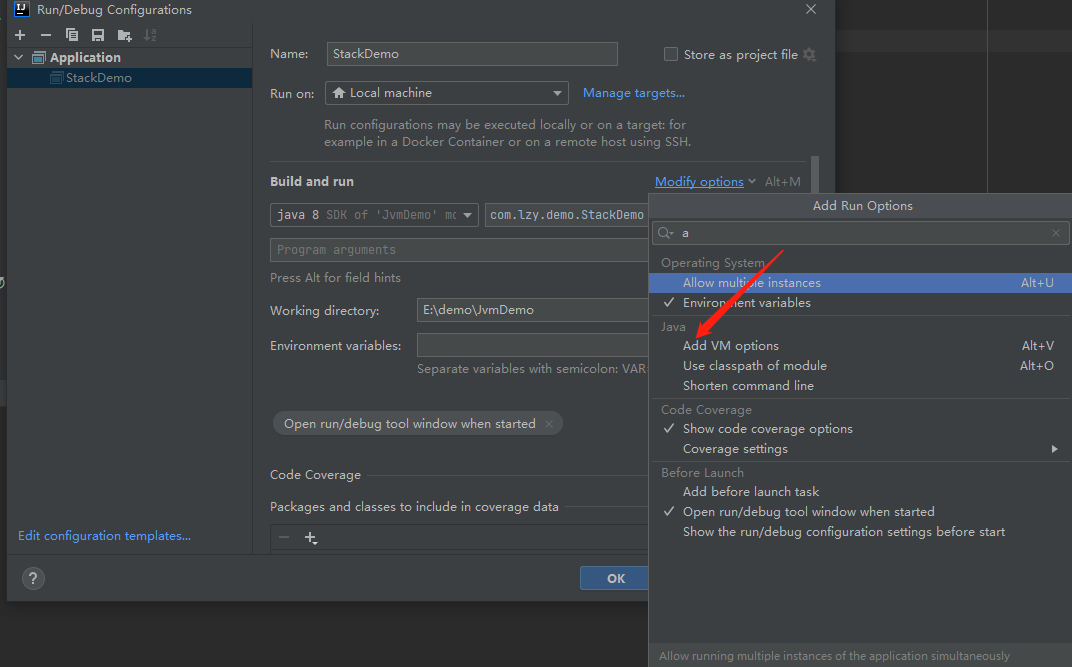 Run/Debug Configurations
Application
StackDemo
Name: StackDemo Store as project file
Run on: Local machine Manage targets...
Run configurations may be executed locally or on a target: for
example in a Docker Container or on a remote host using SSH.
Build and run Modify options Alt+M
java 8 SDK of 'JvmDemo' mo com.lzy.demo.StackDemo
Program arguments
Press Alt for field hints
Working directory: E:\demo\JvmDemo
Environment variables:
Separate variables with semicolon: VAR
Open run/debug tool window when started
Code Coverage
Packages and classes to include in coverage data
Edit configuration templates...
?
OK
Add Run Options
a
Operating System
Allow multiple instances Alt+U
Environment variables
Java
Add VM options Alt+V
Use classpath of module Alt+O
Shorten command line
Code Coverage
Show code coverage options
Coverage settings
Before Launch
Add before launch task
Open run/debug tool window when started
Show the run/debug configuration settings before start
Allow running multiple instances of the application simultaneously